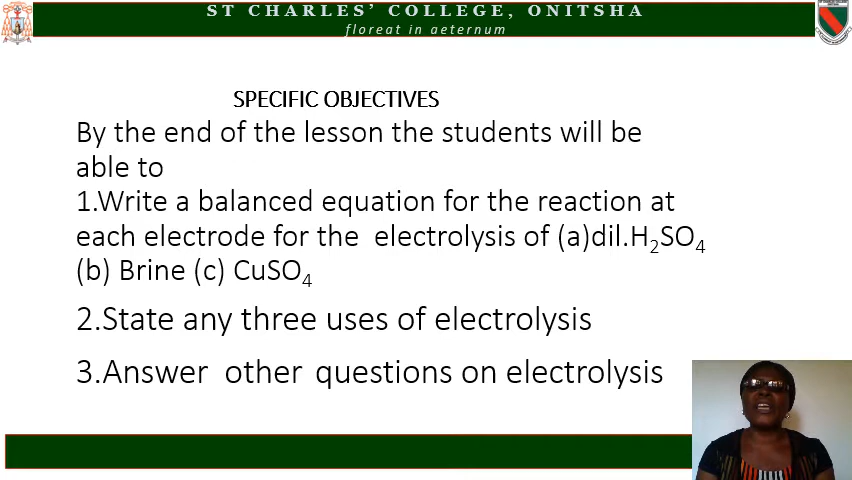 ST CHARLES' COLLEGE, ONITSHA
floreat in aeternum
SPECIFIC OBJECTIVES
By the end of the lesson the students will be
able to
1.Write a balanced equation for the reaction at
each electrode for the electrolysis of (a)dil.H₂SO₄
(b) Brine (c) CuSO₄
2.State any three uses of electrolysis
3.Answer other questions on electrolysis